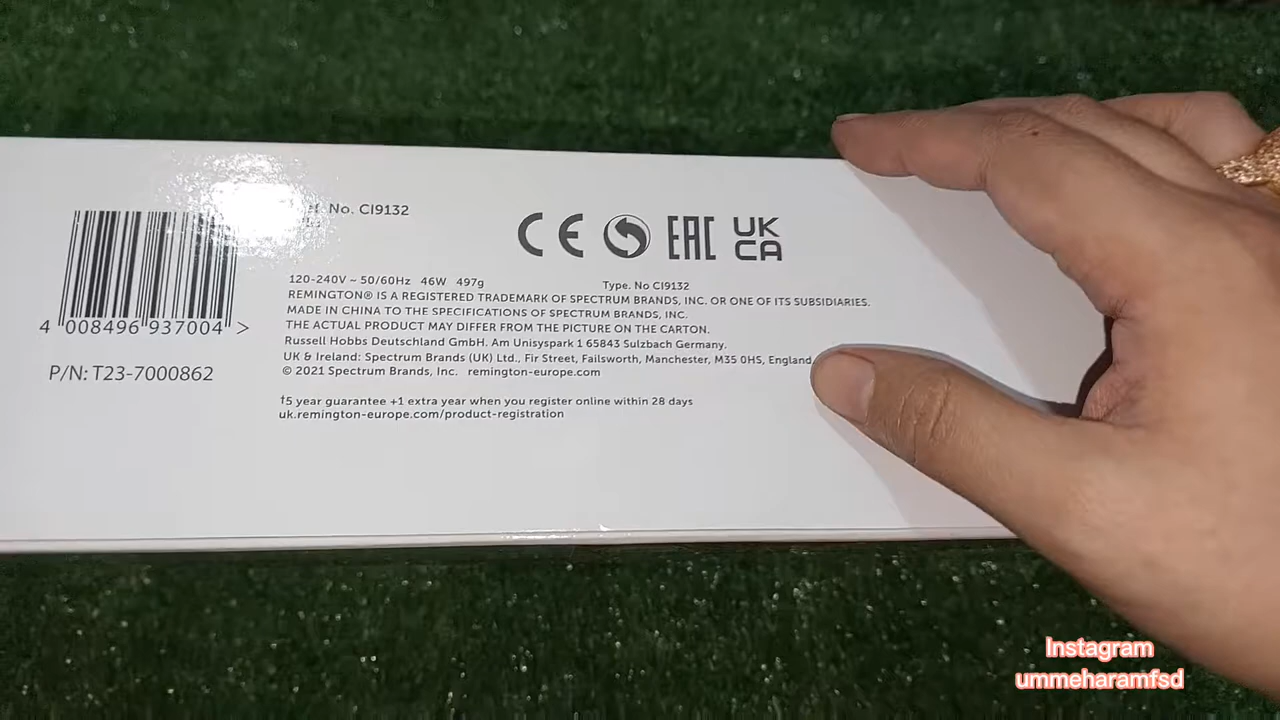 No. CI9132
CE EAC UK
CA
4 008496 937004 >
P/N: T23-7000862
120-240V ~ 50/60Hz 46W 497g Type. No CI9132
REMINGTON® IS A REGISTERED TRADEMARK OF SPECTRUM BRANDS, INC. OR ONE OF ITS SUBSIDIARIES.
MADE IN CHINA TO THE SPECIFICATIONS OF SPECTRUM BRANDS, INC.
THE ACTUAL PRODUCT MAY DIFFER FROM THE PICTURE ON THE CARTON.
Russell Hobbs Deutschland GmbH. Am Unisyspark 1 65843 Sulzbach Germany.
UK & Ireland: Spectrum Brands (UK) Ltd., Fir Street, Failsworth, Manchester, M35 0HS, England
© 2021 Spectrum Brands, Inc. remington-europe.com
†5 year guarantee +1 extra year when you register online within 28 days
uk.remington-europe.com/product-registration
Instagram
ummeharamfsd